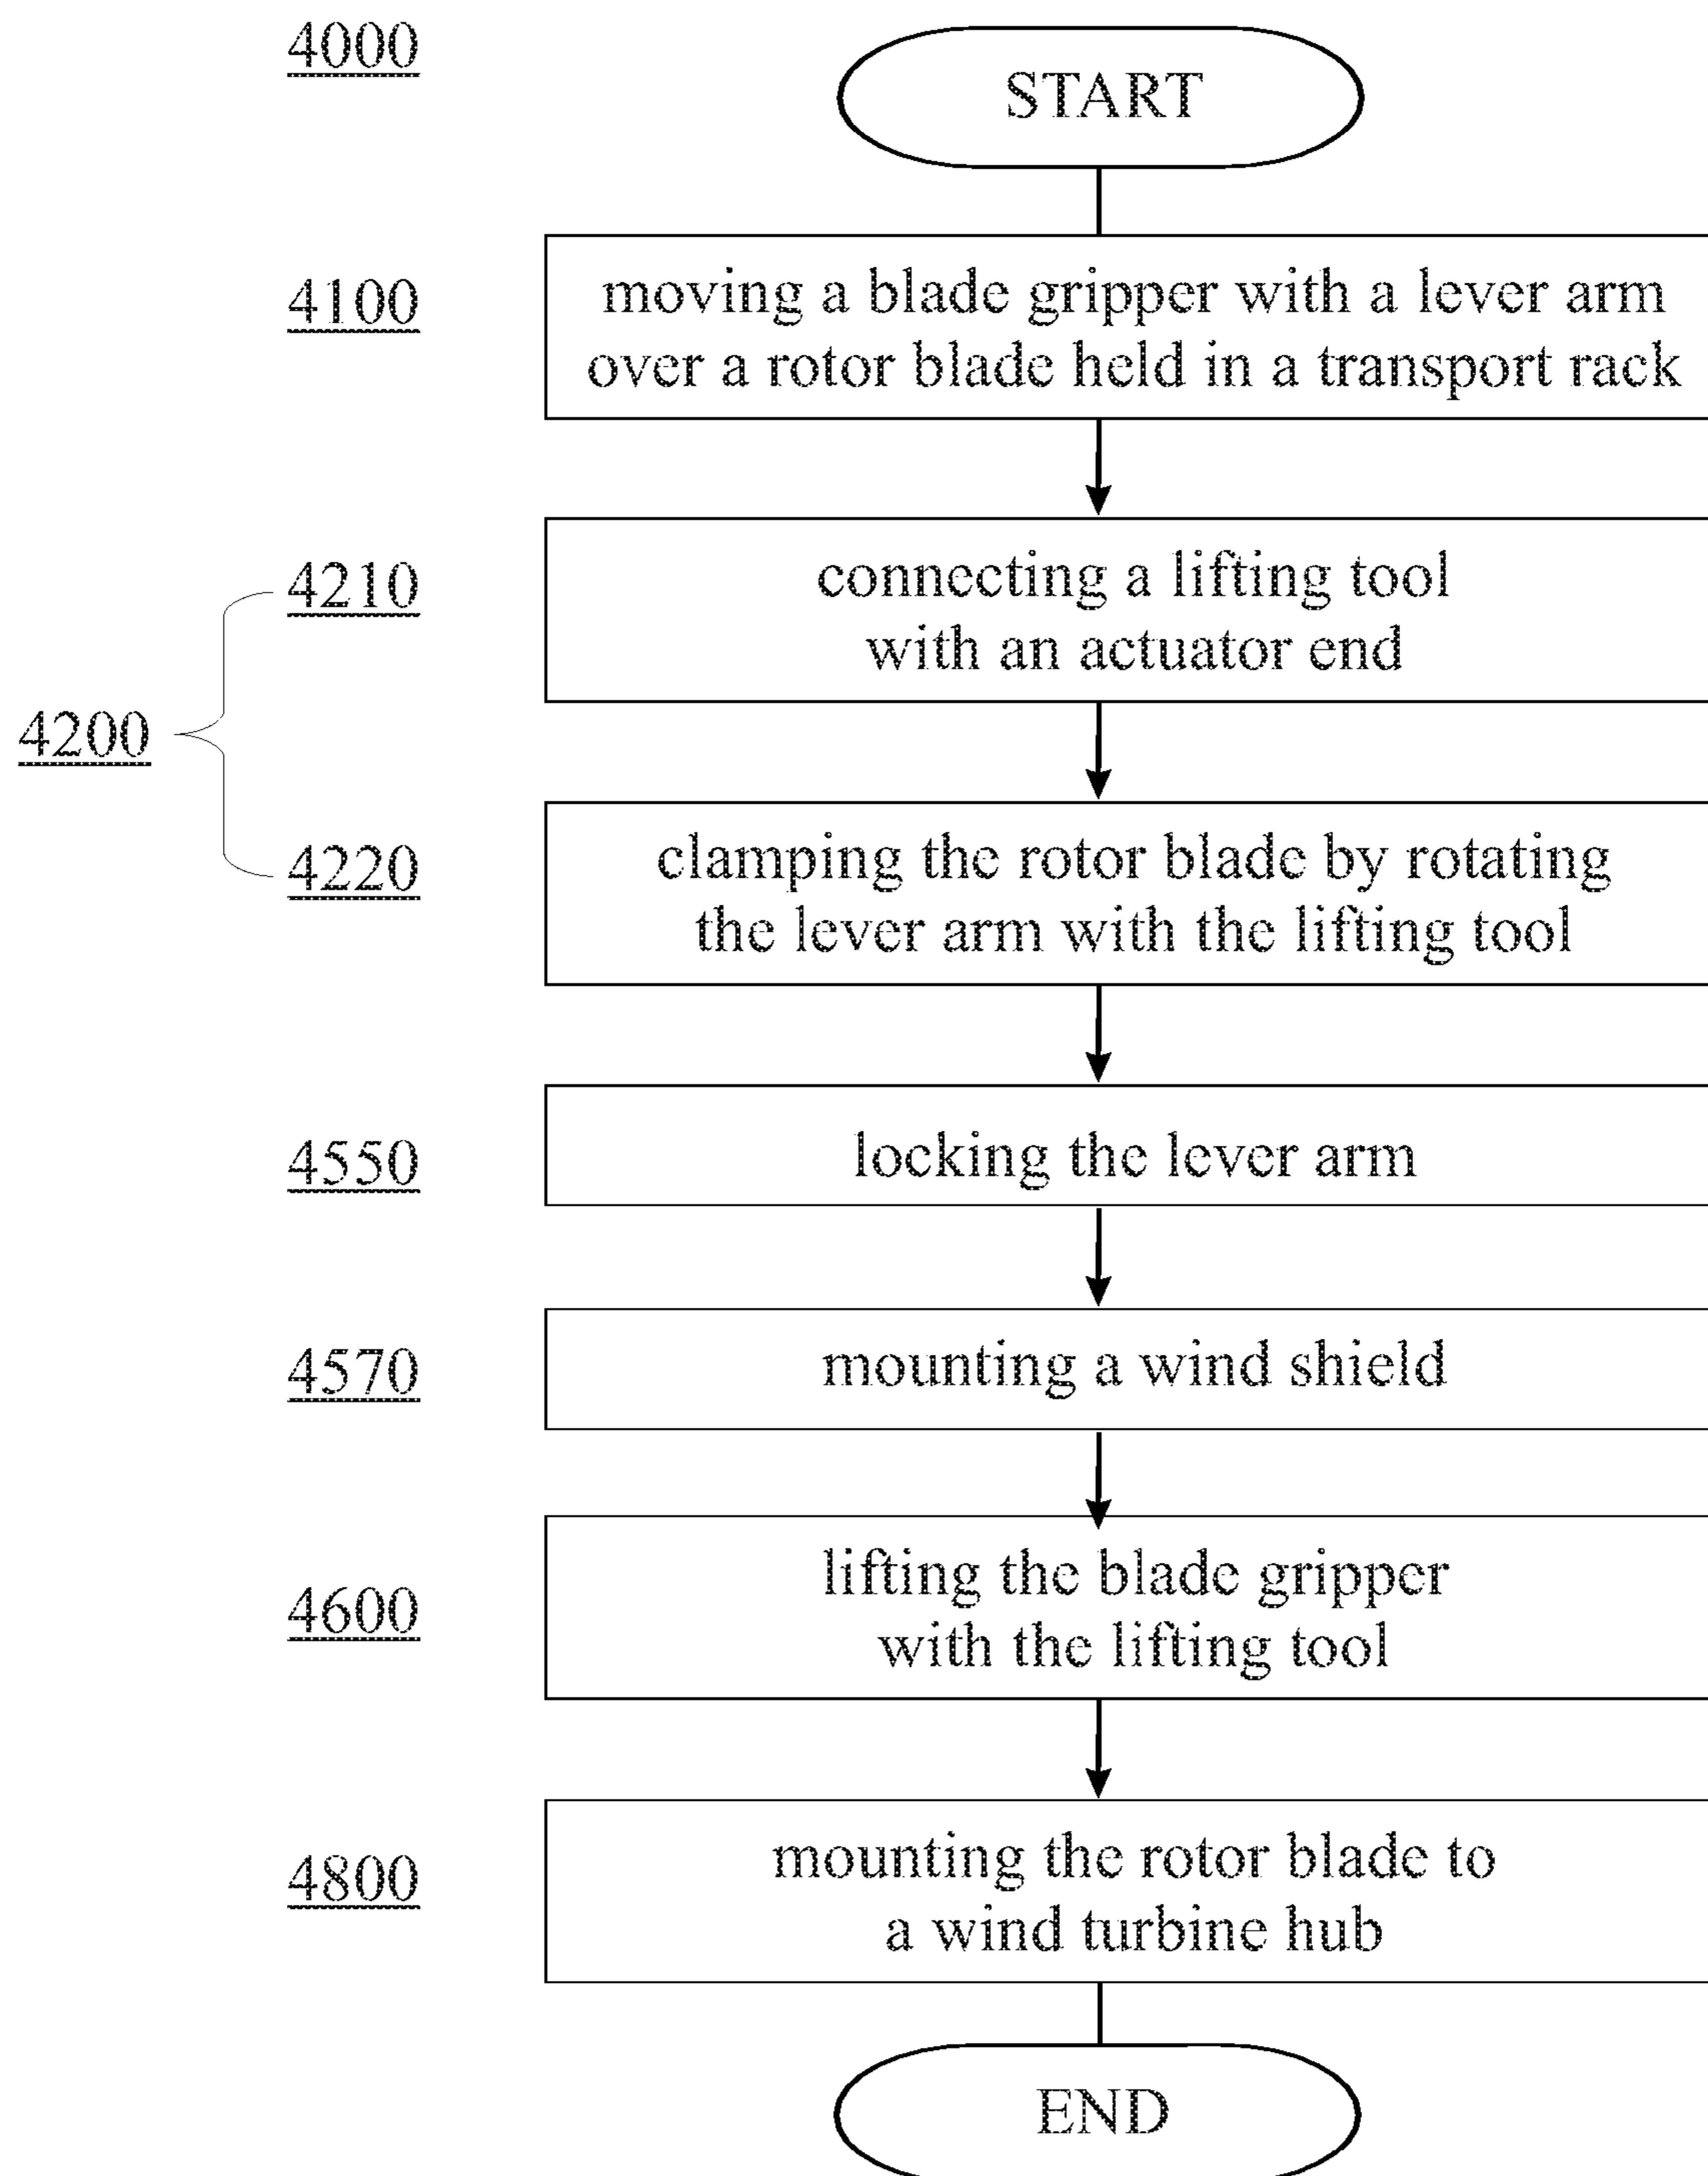 4000
START
4100
moving a blade gripper with a lever arm
over a rotor blade held in a transport rack
4210
connecting a lifting tool
with an actuator end
4200
4220
clamping the rotor blade by rotating
the lever arm with the lifting tool
4550
locking the lever arm
4570
mounting a wind shield
4600
lifting the blade gripper
with the lifting tool
4800
mounting the rotor blade to
a wind turbine hub
END